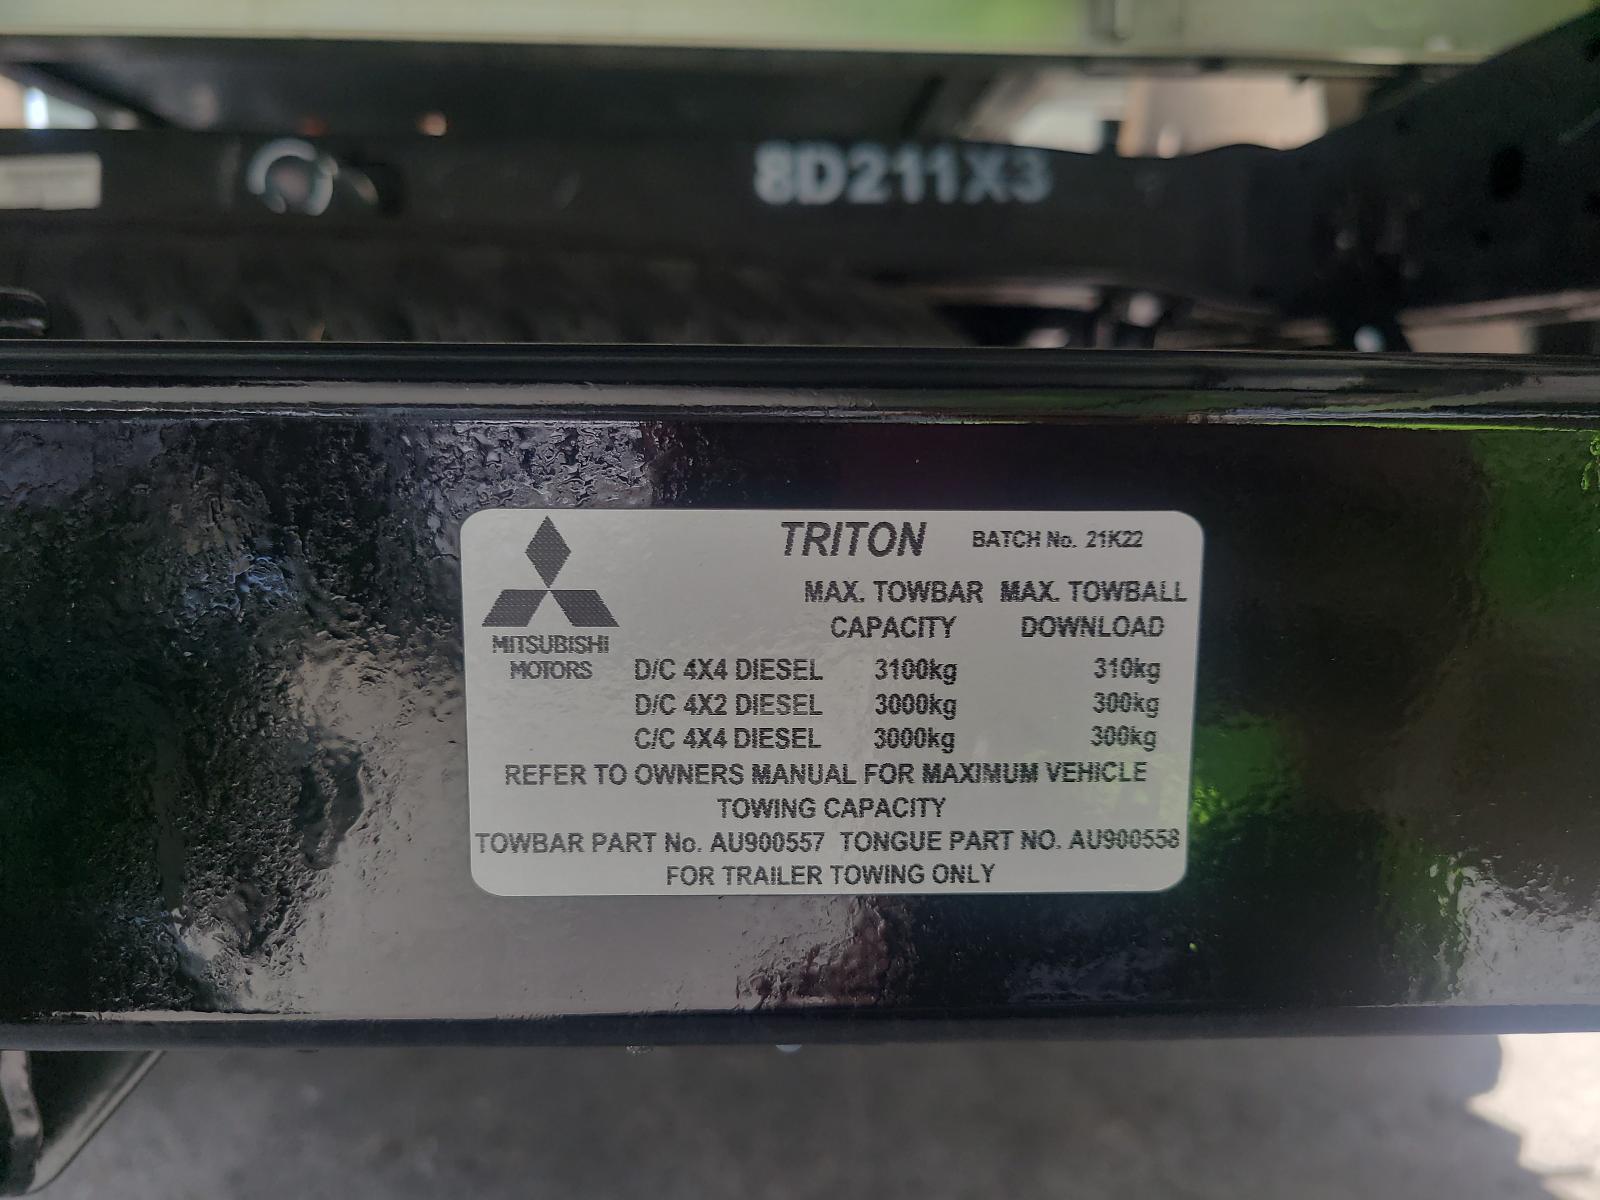 8D211X3
TRITON BATCH No. 21K22
MAX. TOWBAR MAX. TOWBALL
CAPACITY DOWNLOAD
MITSUBISHI
MOTORS
D/C 4X4 DIESEL 3100kg 310kg
D/C 4X2 DIESEL 3000kg 300kg
C/C 4X4 DIESEL 3000kg 300kg
REFER TO OWNERS MANUAL FOR MAXIMUM VEHICLE
TOWING CAPACITY
TOWBAR PART No. AU900557 TONGUE PART NO. AU900558
FOR TRAILER TOWING ONLY